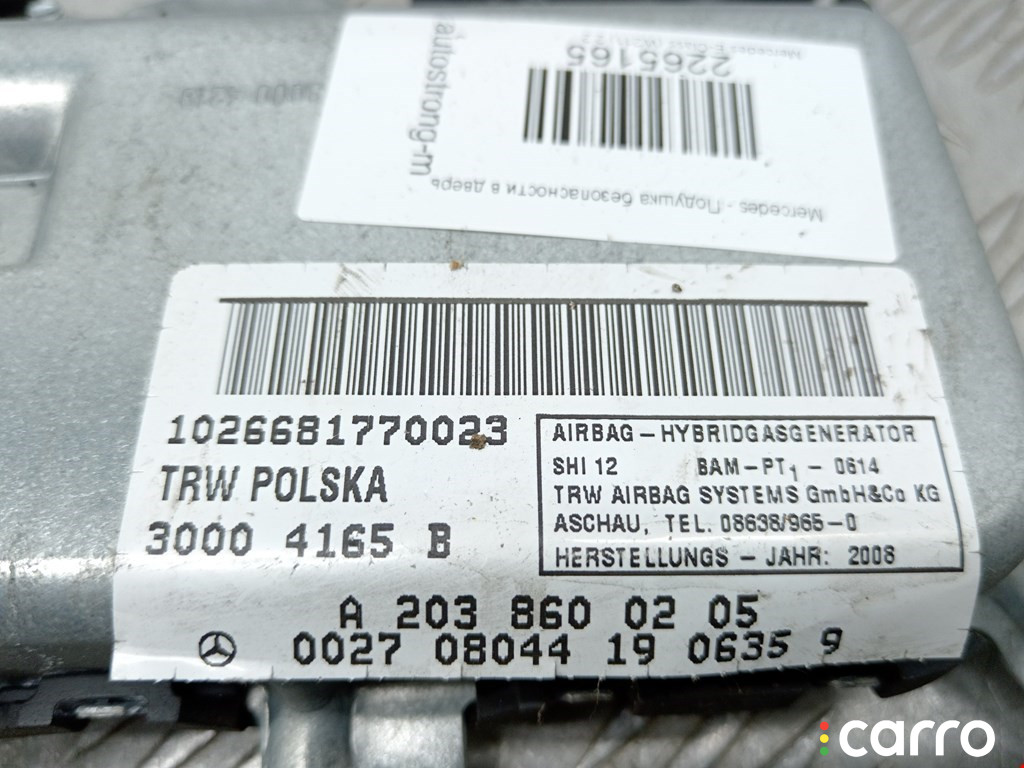 Mercedes - Подушка безопасности в дверь
2265165
autostrong-m
1026681770023
TRW POLSKA
30004165 B
AIRBAG - HYBRIDGASGENERATOR
SHI 12 BAM - PT1 - 0614
TRW AIRBAG SYSTEMS GmbH&Co KG
ASCHAU, TEL. 08638/965-0
HERSTELLUNGS - JAHR: 2008
A 203 860 02 05
0027 08044 19 0635 9
carro